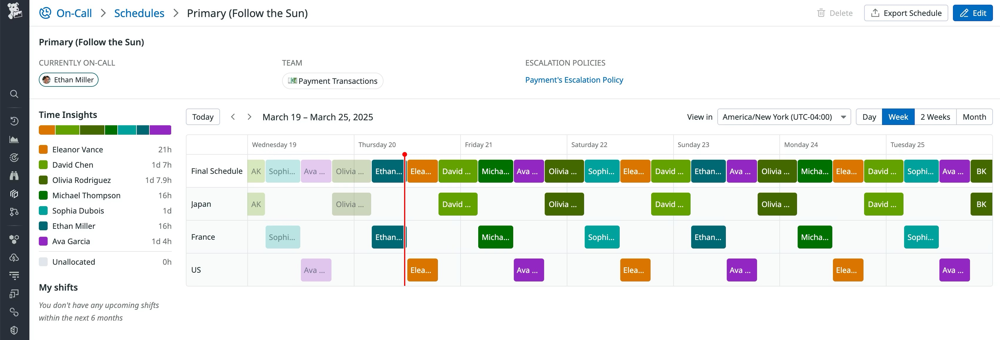 On-Call > Schedules > Primary (Follow the Sun)
Delete
Export Schedule
Edit
Primary (Follow the Sun)
CURRENTLY ON-CALL
Ethan Miller
TEAM
Payment Transactions
ESCALATION POLICIES
Payment's Escalation Policy
Time Insights
Eleanor Vance 21h
David Chen 1d 7h
Olivia Rodriguez 1d 7.9h
Michael Thompson 16h
Sophia Dubois 1d
Ethan Miller 16h
Ava Garcia 1d 4h
Unallocated 0h
My shifts
You don't have any upcoming shifts
within the next 6 months
Today
March 19 – March 25, 2025
View in
America/New York (UTC-04:00)
Day Week 2 Weeks Month
Wednesday 19 Thursday 20 Friday 21 Saturday 22 Sunday 23 Monday 24 Tuesday 25
Final Schedule AK Sophi... Ava ... Olivia ... Ethan... Elea... David ... Micha... Ava ... Olivia ... Sophi... Elea... David ... Ethan... Ava ... Olivia ... Micha... Elea... David ... Sophi... Ava ... BK
Japan AK Olivia ... David ... Olivia ... David ... Olivia ... David ... BK
France Sophi... Ethan... Micha... Sophi... Ethan... Micha... Sophi...
US Ava ... Elea... Ava ... Elea... Ava ... Elea... Ava ...